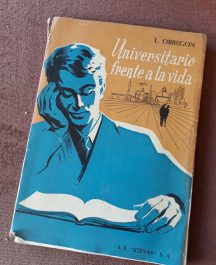 L. OBREGON
Universitario
frente a la vida
S. E. "ATENAS" S. A.